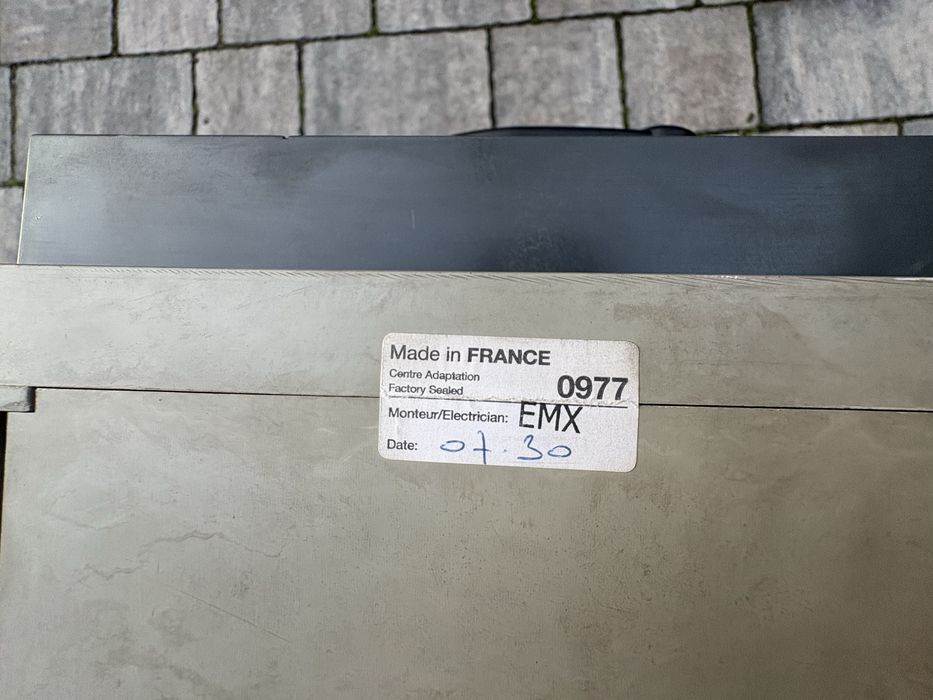 Made in FRANCE
Centre Adaptation
Factory Sealed 0977
Monteur/Electrician: EMX
Date: 07.30